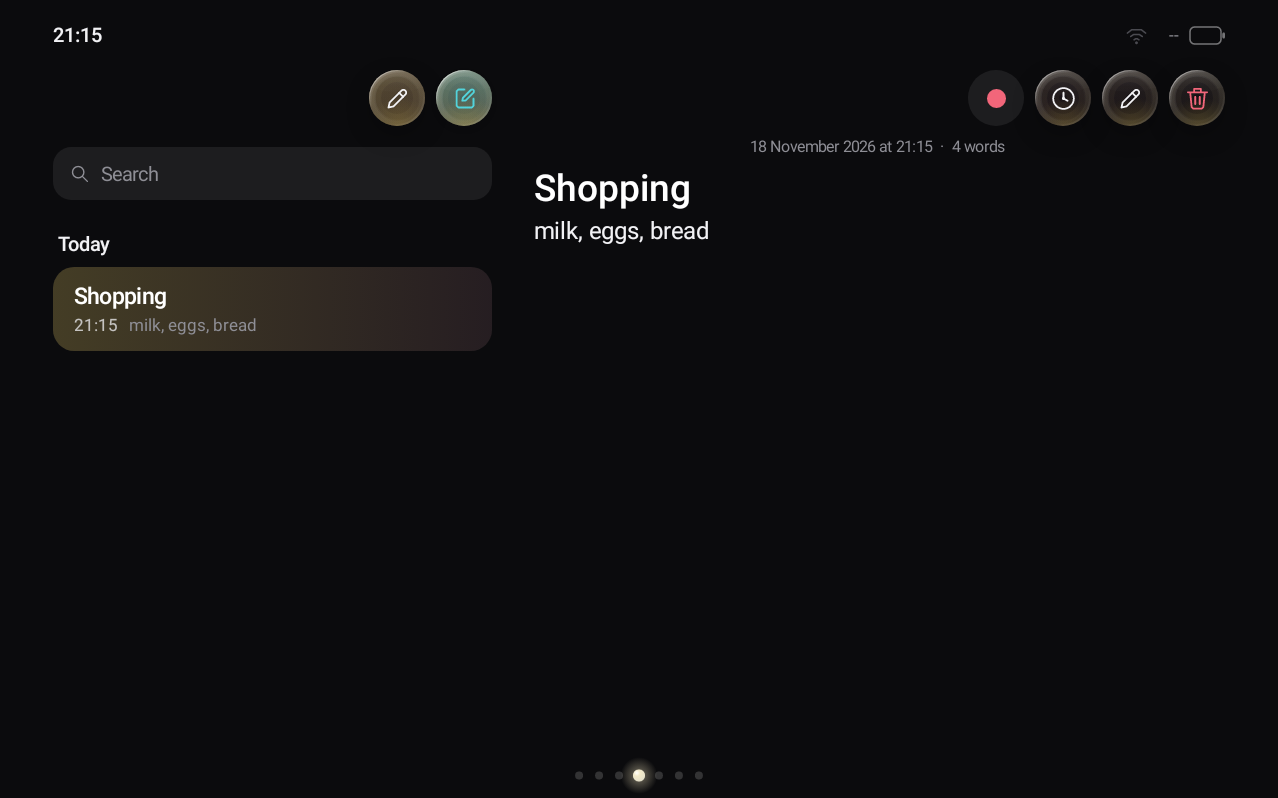 21:15
--
18 November 2026 at 21:15 · 4 words
Search
Shopping
milk, eggs, bread
Today
Shopping
21:15 milk, eggs, bread